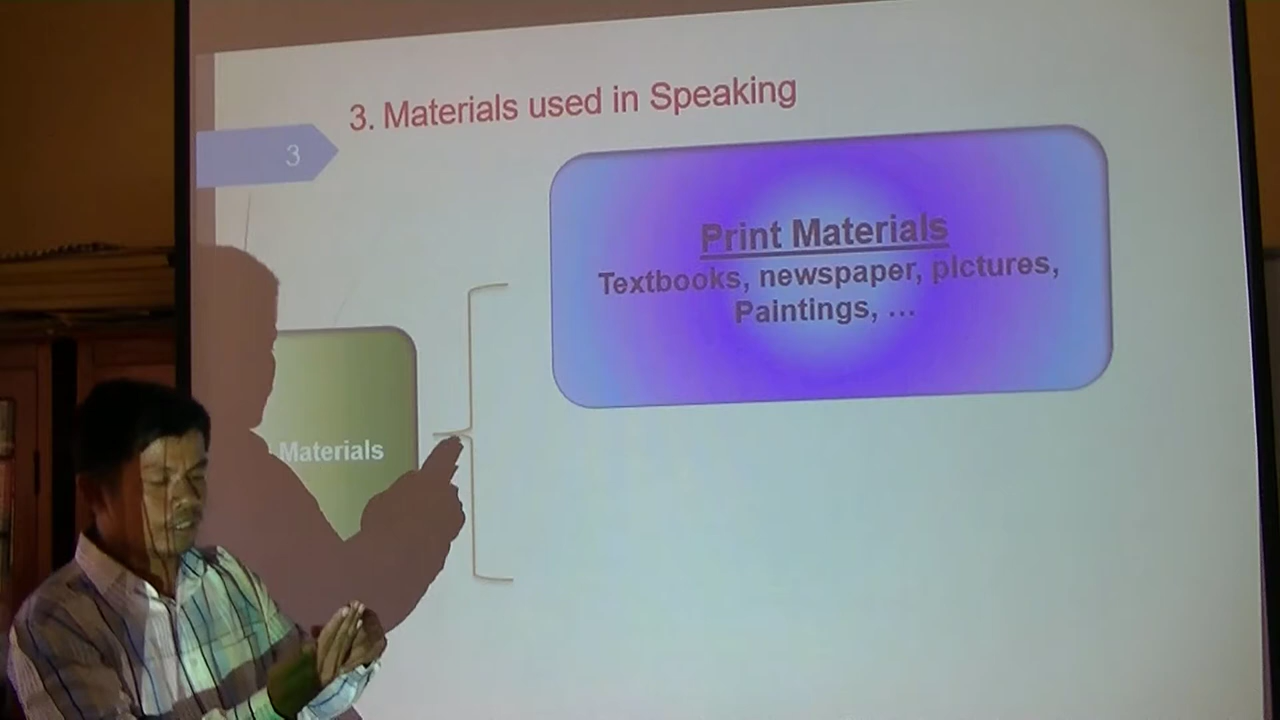 3. Materials used in Speaking
3
Print Materials
Textbooks, newspaper, pictures,
Paintings, ...
Materials